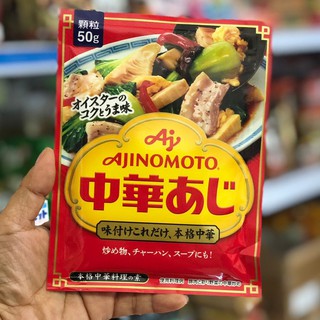 顆粒
50g
オイスターの
コクとうま味
Aj
AJINOMOTO®
中華あじ
味付けこれだけ、本格中華
炒め物、チャーハン、スープにも!
本格中華料理の素